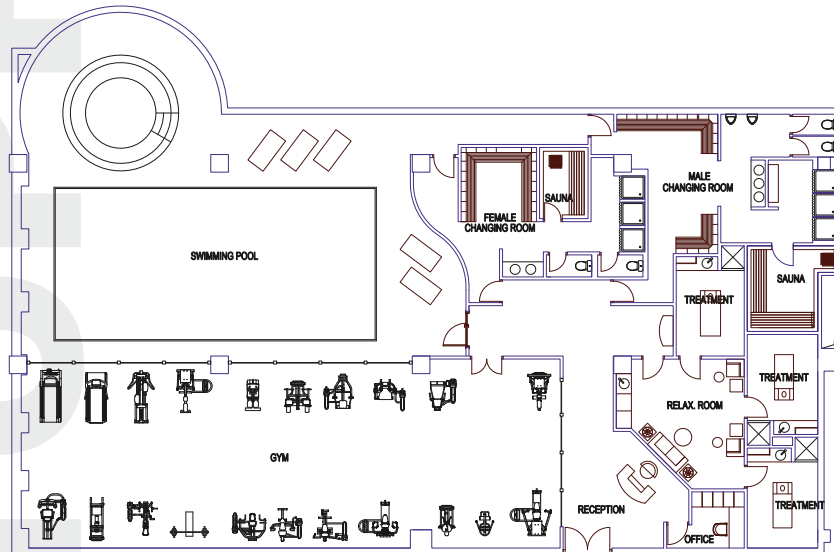 MALE
CHANGING ROOM
SAUNA
FEMALE
CHANGING ROOM
SWIMMING POOL
SAUNA
TREATMENT
TREATMENT
RELAX. ROOM
GYM
RECEPTION
TREATMENT
OFFICE